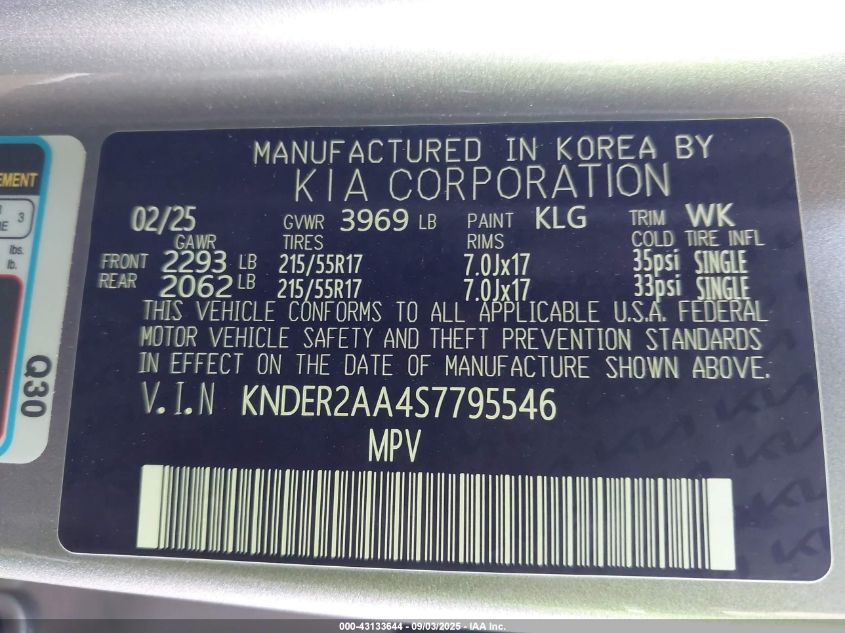 MANUFACTURED IN KOREA BY
KIA CORPORATION
02/25 GVWR 3969 LB PAINT KLG TRIM WK
GAWR TIRES RIMS COLD TIRE INFL
FRONT 2293 LB 215/55R17 7.0Jx17 35psi SINGLE
REAR 2062 LB 215/55R17 7.0Jx17 33psi SINGLE
THIS VEHICLE CONFORMS TO ALL APPLICABLE U.S.A. FEDERAL
MOTOR VEHICLE SAFETY AND THEFT PREVENTION STANDARDS
IN EFFECT ON THE DATE OF MANUFACTURE SHOWN ABOVE.
V.I.N KNDER2AA4S7795546
MPV
EMENT
3
lbs.
lb.
Q30
000-43133644 - 09/03/2025 - IAA Inc.